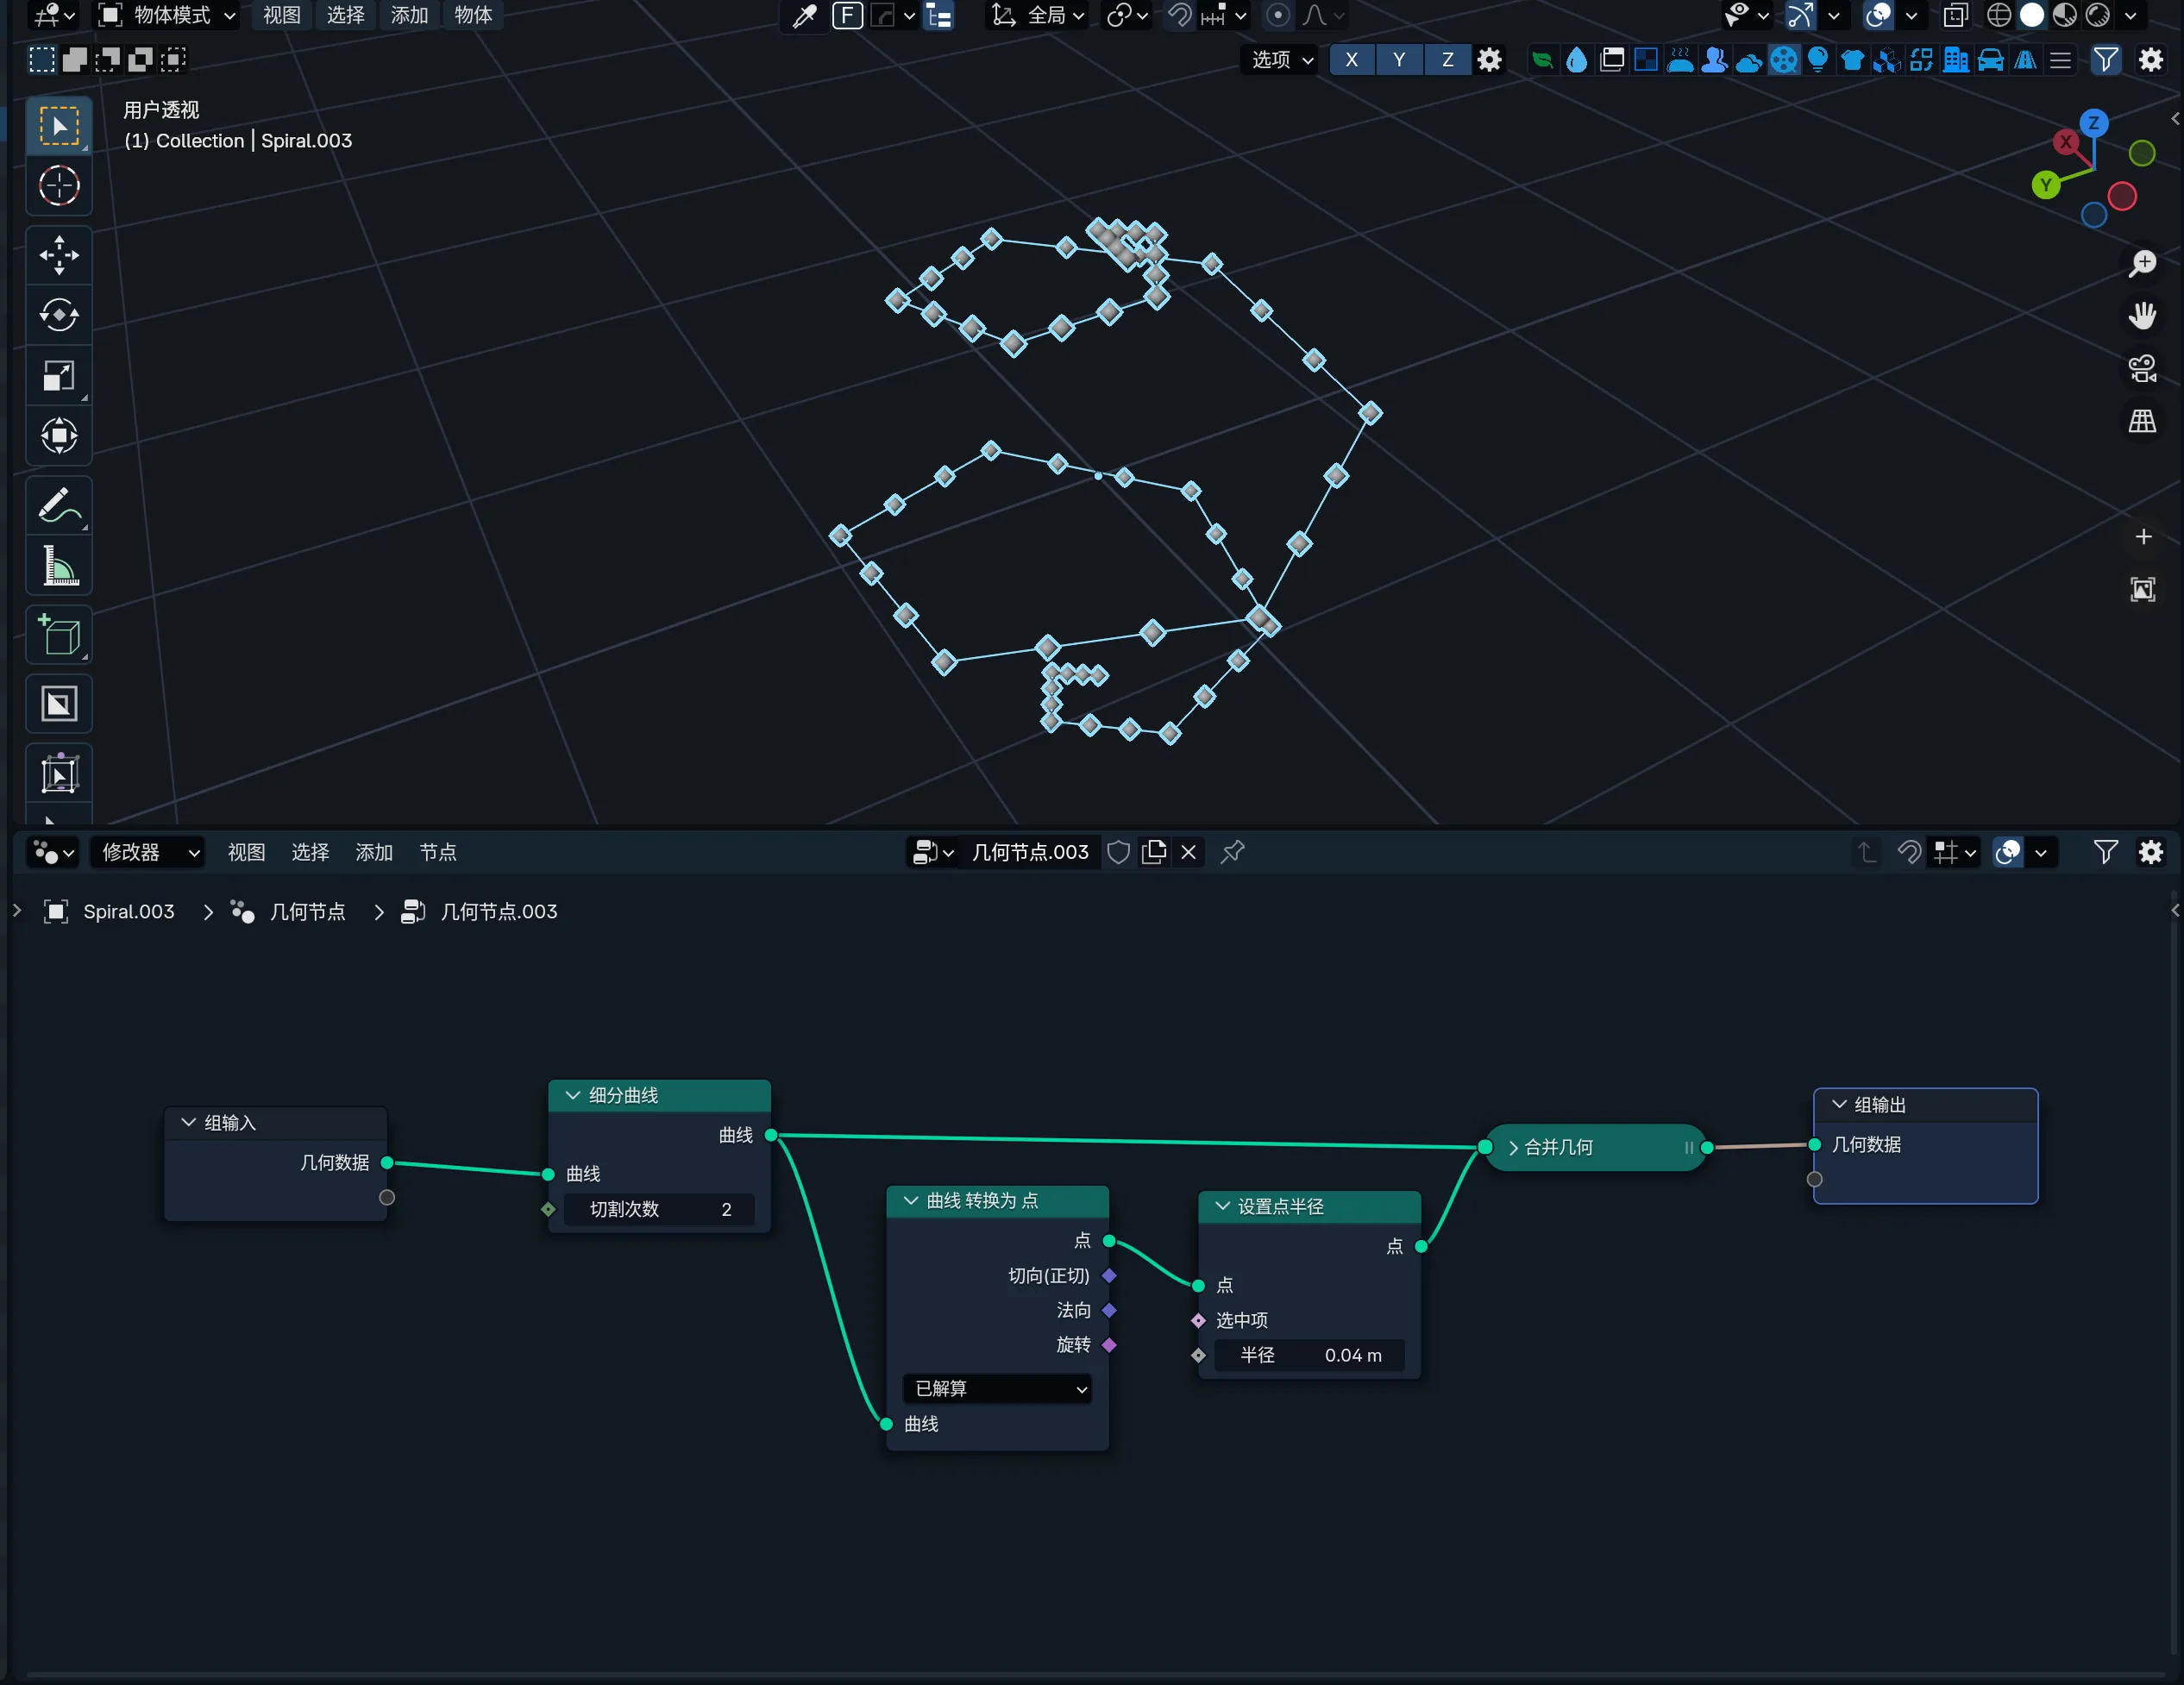 物体模式 视图 选择 添加 物体 F 全局
选项 X Y Z
用户透视
(1) Collection | Spiral.003
Z
X
Y
修改器 视图 选择 添加 节点 几何节点.003
Spiral.003 > 几何节点 > 几何节点.003
组输入
几何数据
细分曲线
曲线
曲线
切割次数 2
曲线 转换为 点
点
切向(正切)
法向
旋转
已解算
曲线
设置点半径
点
点
选中项
半径 0.04 m
合并几何
组输出
几何数据